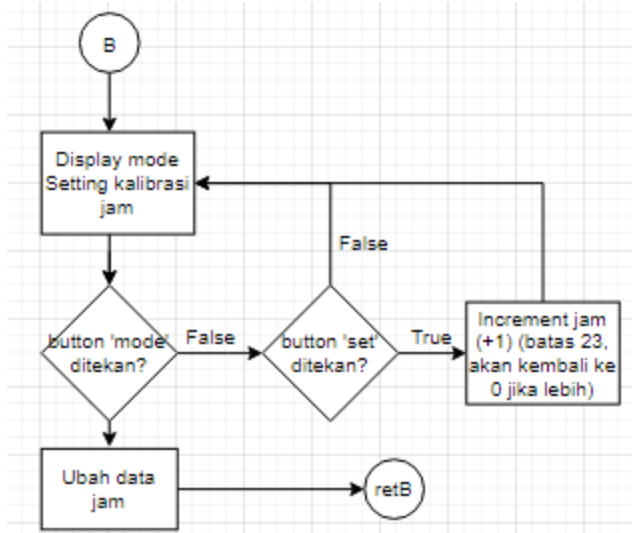 B
Display mode
Setting kalibrasi
jam
False
button 'mode'
ditekan?
False
button 'set'
ditekan?
True
Increment jam
(+1) (batas 23,
akan kembali ke
0 jika lebih)
Ubah data
jam
retB